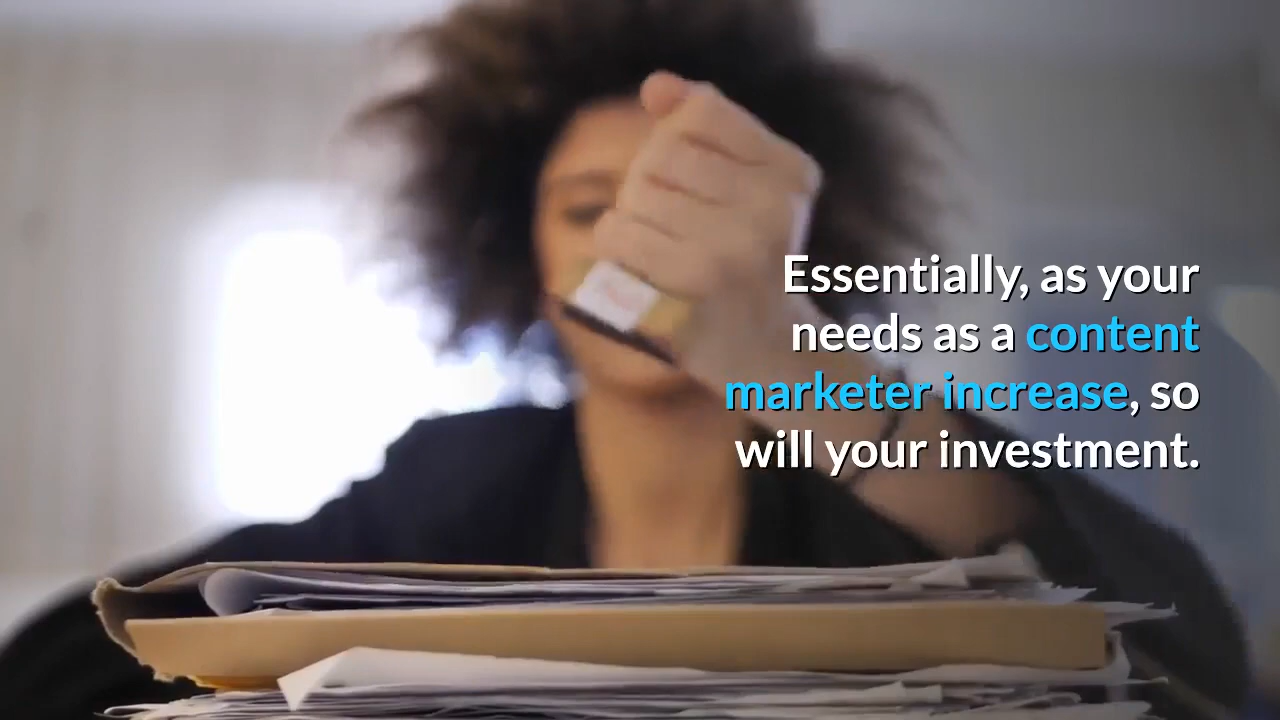 Essentially, as your
needs as a content
marketer increase, so
will your investment.